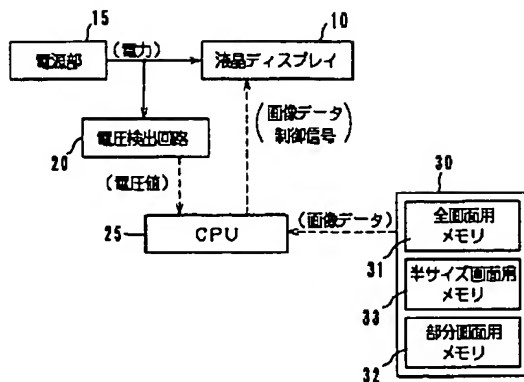 15
電源部
(電力)
10
液晶ディスプレイ
20
電圧検出回路
(画像データ
制御信号)
(電圧値)
25
CPU
(画像データ)
30
全画面用
メモリ
31
半サイズ画面用
メモリ
33
部分画面用
メモリ
32